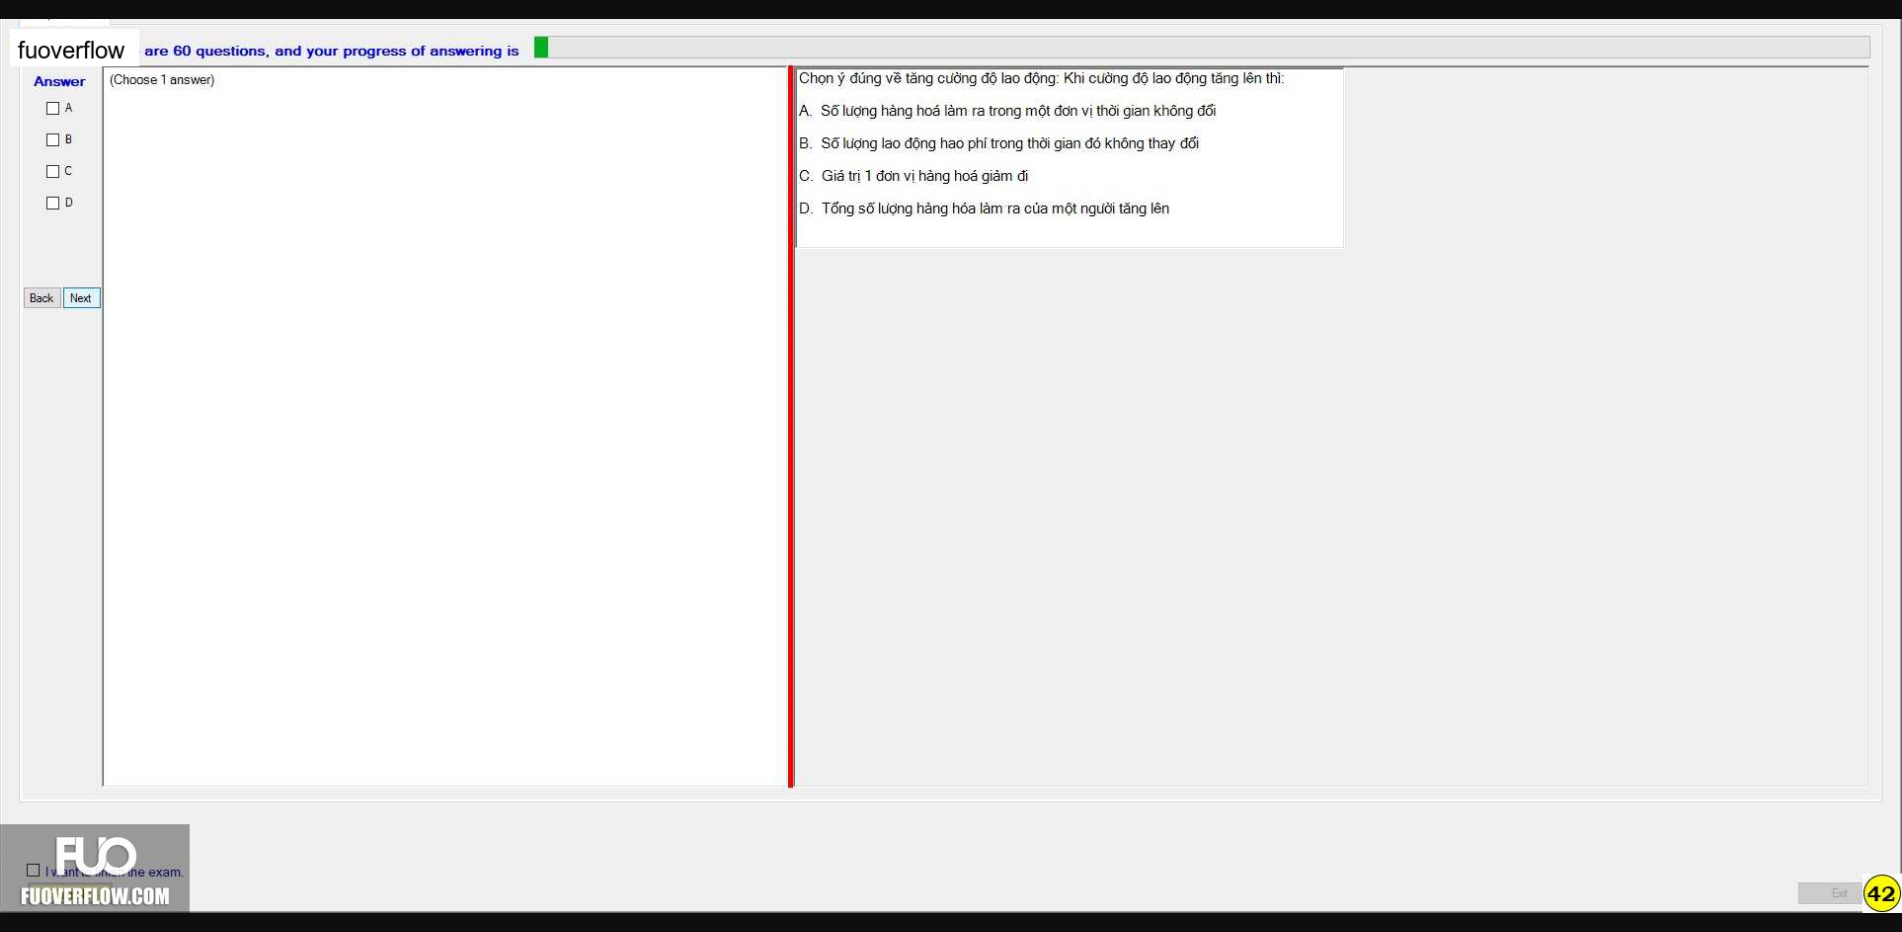 fuoverflow are 60 questions, and your progress of answering is
Answer
(Choose 1 answer)
A
B
C
D
Back Next
Chọn ý đúng về tăng cường độ lao động: Khi cường độ lao động tăng lên thì:
A. Số lượng hàng hoá làm ra trong một đơn vị thời gian không đổi
B. Số lượng lao động hao phí trong thời gian đó không thay đổi
C. Giá trị 1 đơn vị hàng hoá giảm đi
D. Tổng số lượng hàng hóa làm ra của một người tăng lên
FUO
I want to finish the exam.
FUOVERFLOW.COM
Exit
42